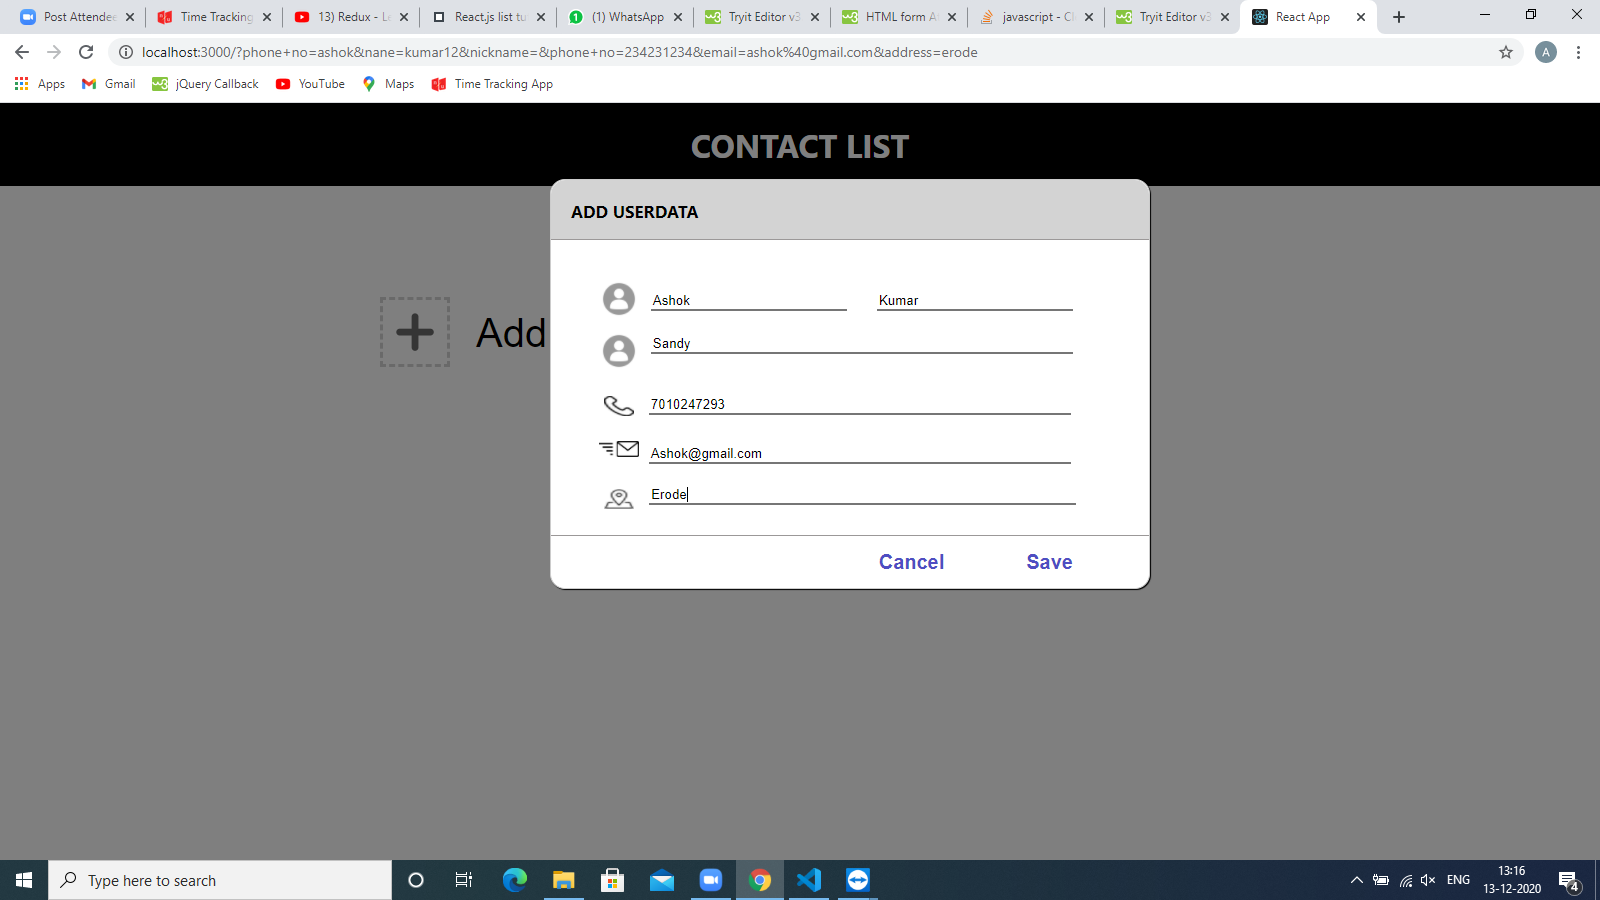 Post Attendee
Time Tracking
13) Redux - Le
React.js list tu
(1) WhatsApp
Tryit Editor v3
HTML form A
javascript - C
Tryit Editor v3
React App
localhost:3000/?phone+no=ashok&nane=kumar12&nickname=&phone+no=234231234&email=ashok%40gmail.com&address=erode
A
Apps
Gmail
jQuery Callback
YouTube
Maps
Time Tracking App
CONTACT LIST
ADD USERDATA
Ashok
Kumar
Add
Sandy
7010247293
Ashok@gmail.com
Erode
Cancel
Save
Type here to search
ENG
13:16
13-12-2020
4